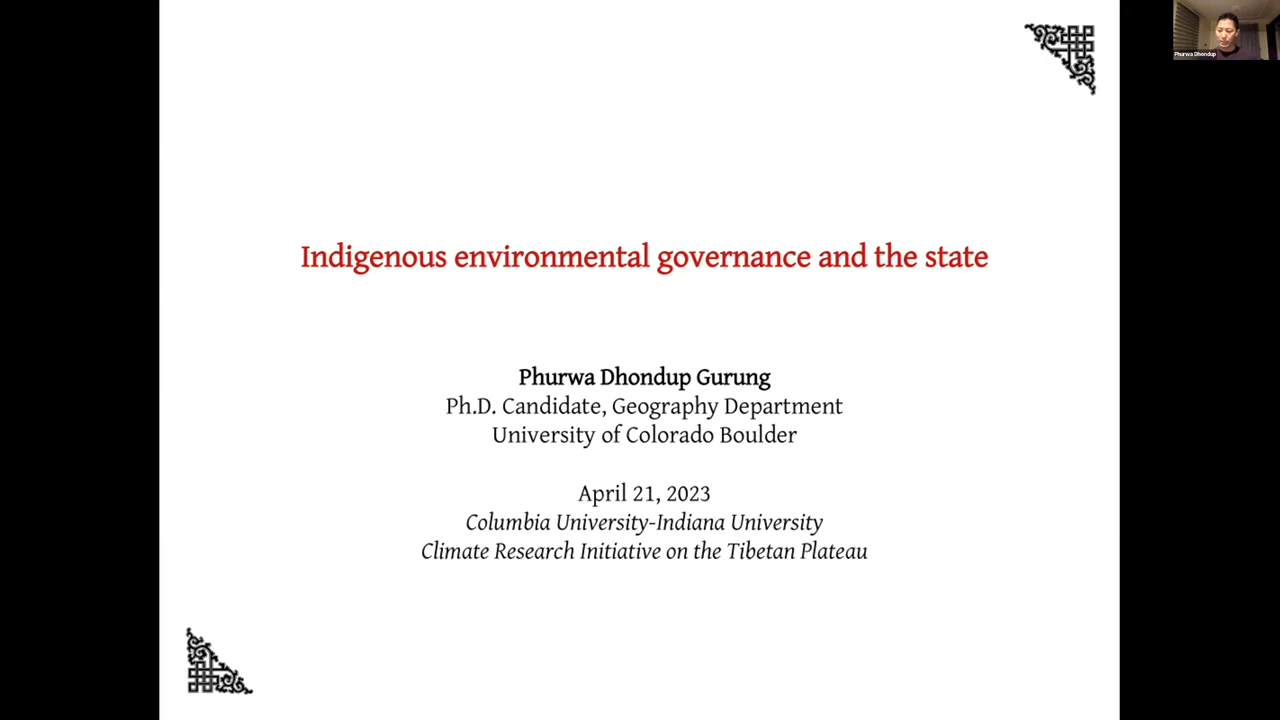 Phurwa Dhondup
Indigenous environmental governance and the state
Phurwa Dhondup Gurung
Ph.D. Candidate, Geography Department
University of Colorado Boulder
April 21, 2023
Columbia University-Indiana University
Climate Research Initiative on the Tibetan Plateau